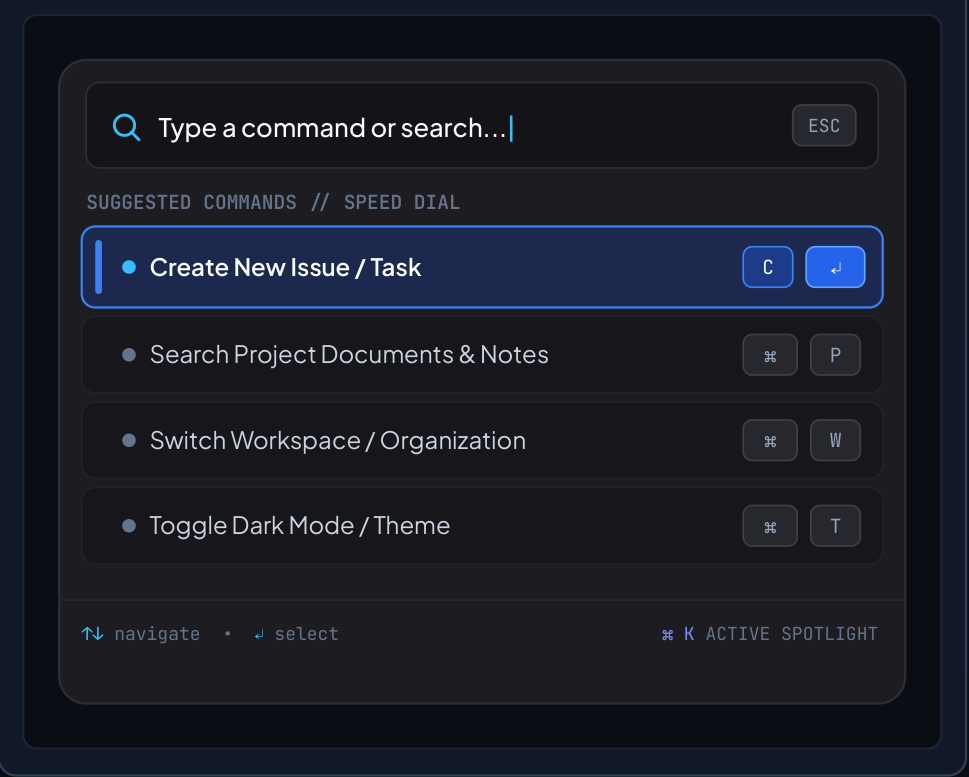 Type a command or search... ESC
SUGGESTED COMMANDS // SPEED DIAL
Create New Issue / Task C ↲
Search Project Documents & Notes ⌘ P
Switch Workspace / Organization ⌘ W
Toggle Dark Mode / Theme ⌘ T
↑↓ navigate • ↲ select ⌘ K ACTIVE SPOTLIGHT